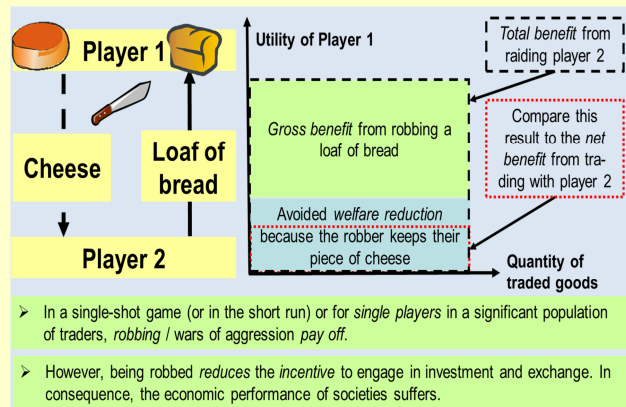 Player 1
Cheese
Loaf of
bread
Player 2
Utility of Player 1
Total benefit from
raiding player 2
Gross benefit from robbing a
loaf of bread
Compare this
result to the net
benefit from tra-
ding with player 2
Avoided welfare reduction
because the robber keeps their
piece of cheese
Quantity of
traded goods
➢ In a single-shot game (or in the short run) or for single players in a significant population
of traders, robbing / wars of aggression pay off.
➢ However, being robbed reduces the incentive to engage in investment and exchange. In
consequence, the economic performance of societies suffers.